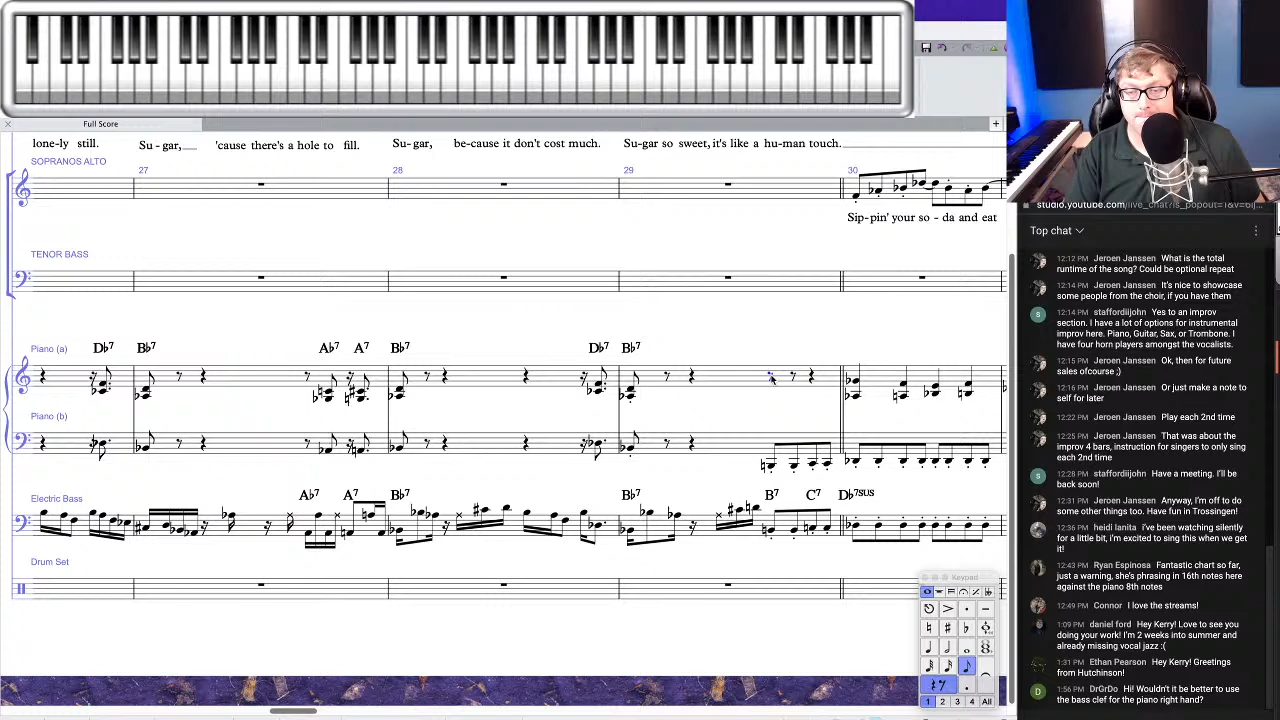 Full Score
lone-ly still.
Su-gar,__ 'cause there's a hole to fill.
Su-gar, be-cause it don't cost much.
Su-gar so sweet, it's like a hu-man touch.
SOPRANOS ALTO
27
28
29
30
Sip-pin' your so - da and eat
TENOR BASS
Piano (a)
D♭7 B♭7 A♭7 A7 B♭7 D♭7 B♭7
Piano (b)
Electric Bass
A♭7 A7 B♭7 B♭7 B7 C7 D♭7SUS
Drum Set
Keypad
1 2 3 4 All
studio.youtube.com/live_chat?is_popout=1&v=6i...
Top chat
12:12 PM Jeroen Janssen What is the total
runtime of the song? Could be optional repeat
12:14 PM Jeroen Janssen It's nice to showcase
some people from the choir, if you have them
S
12:14 PM staffordiijohn Yes to an improv
section. I have a lot of options for instrumental
improv here. Piano, Guitar, Sax, or Trombone. I
have four horn players amongst the vocalists.
12:15 PM Jeroen Janssen Ok, then for future
sales ofcourse ;)
12:16 PM Jeroen Janssen Or just make a note to
self for later
12:22 PM Jeroen Janssen Play each 2nd time
12:25 PM Jeroen Janssen That was about the
improv 4 bars, instruction for singers to only sing
each 2nd time
S
12:28 PM staffordiijohn Have a meeting. I'll be
back soon!
12:31 PM Jeroen Janssen Anyway, I'm off to do
some other things too. Have fun in Trossingen!
12:36 PM heidi lanita i've been watching silently
for a little bit, i'm excited to sing this when we get
it!
12:43 PM Ryan Espinosa Fantastic chart so far,
just a warning, she's phrasing in 16th notes here
against the piano 8th notes
12:49 PM Connor I love the streams!
1:09 PM daniel ford Hey Kerry! Love to see you
doing your work! I'm 2 weeks into summer and
already missing vocal jazz :(
1:31 PM Ethan Pearson Hey Kerry! Greetings
from Hutchinson!
D
1:56 PM DrGrDo Hi! Wouldn't it be better to
use the bass clef for the piano right hand?